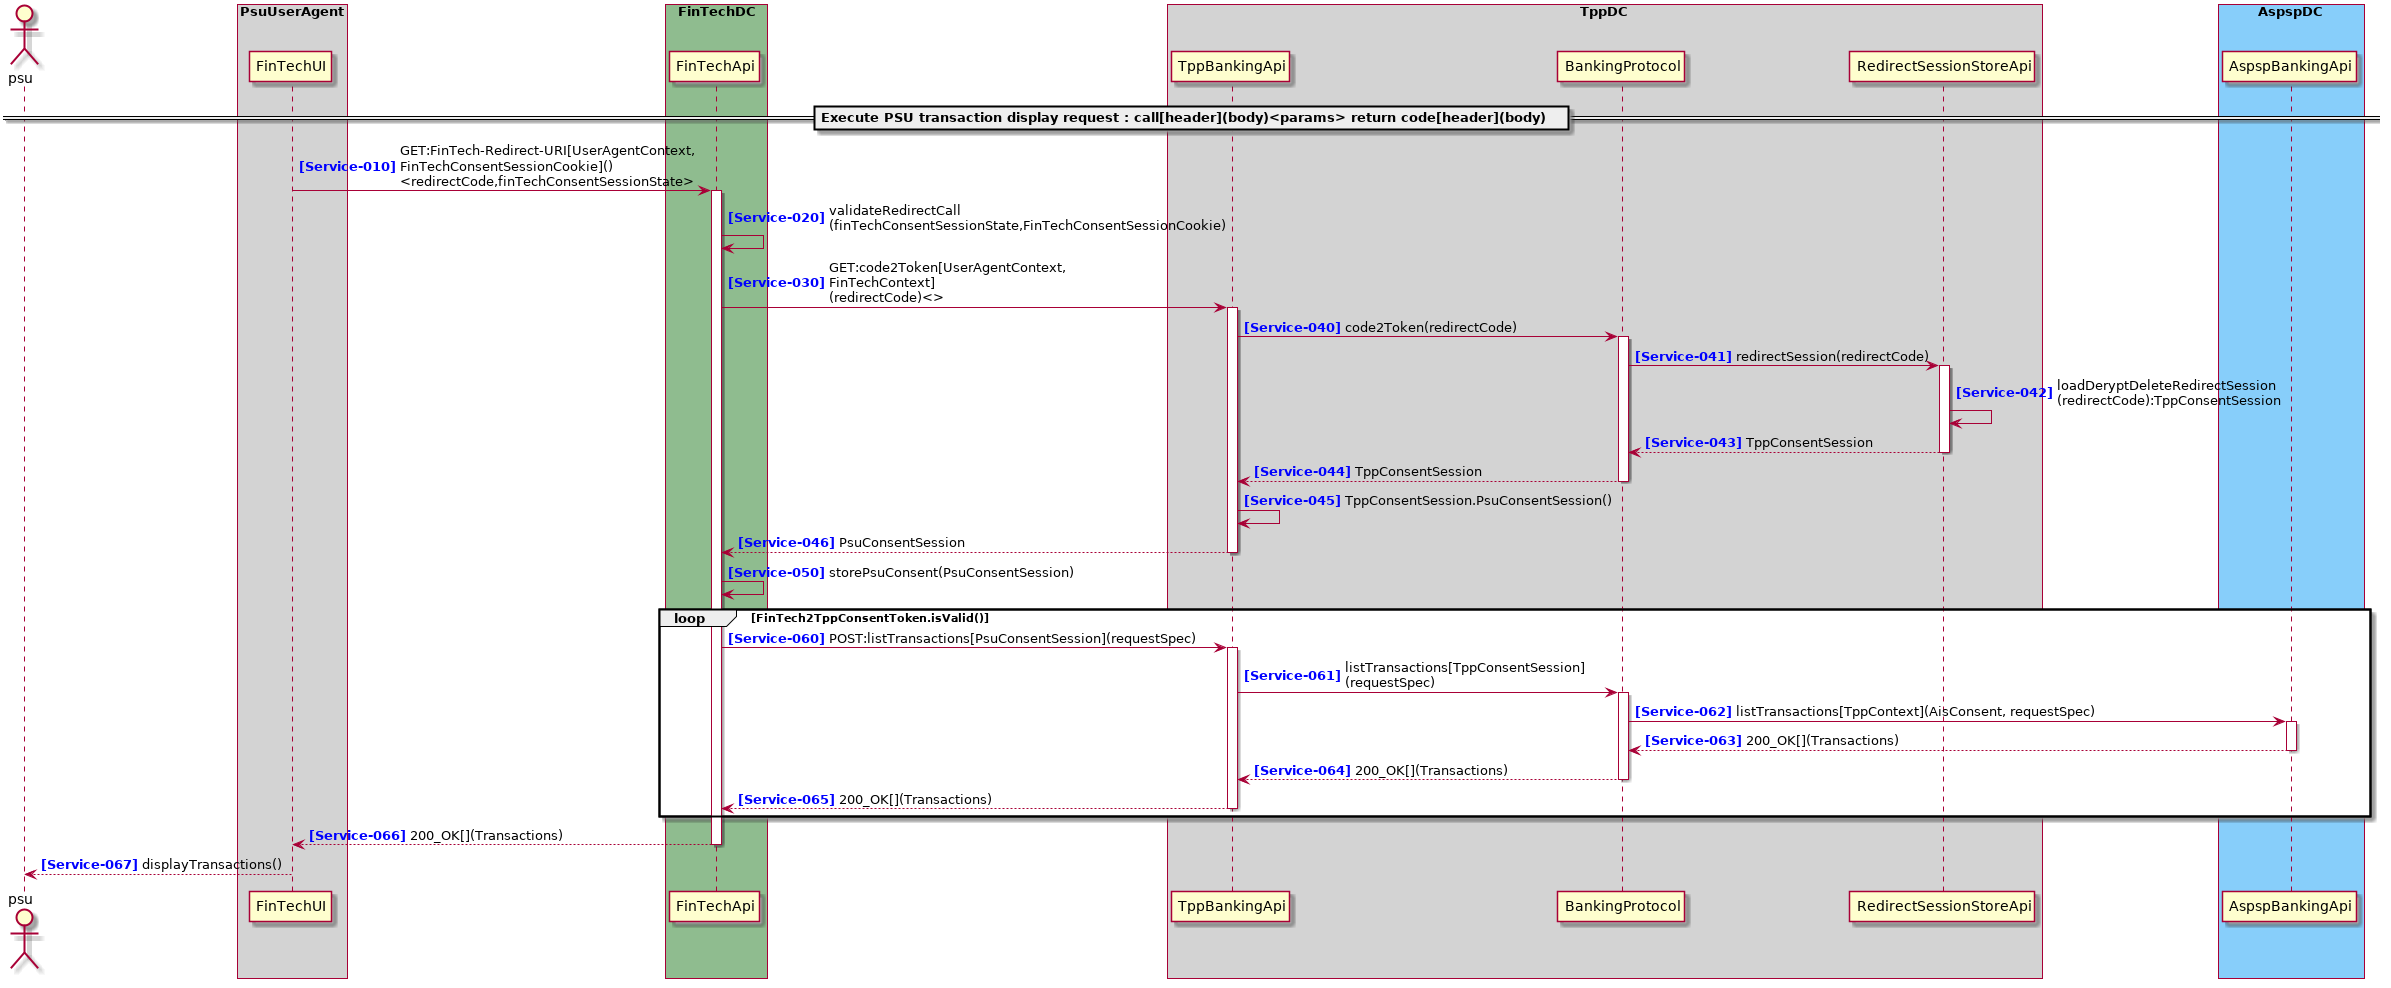 PsuUserAgent
FinTechDC
TppDC
AspspDC
psu
FinTechUI
FinTechApi
TppBankingApi
BankingProtocol
RedirectSessionStoreApi
AspspBankingApi
Execute PSU transaction display request : call[header](body)<params> return code[header](body)
[Service-010] GET:FinTech-Redirect-URI[UserAgentContext,
FinTechConsentSessionCookie]()
<redirectCode,finTechConsentSessionState>
[Service-020] validateRedirectCall
(finTechConsentSessionState,FinTechConsentSessionCookie)
[Service-030] GET:code2Token[UserAgentContext,
FinTechContext]
(redirectCode)<>
[Service-040] code2Token(redirectCode)
[Service-041] redirectSession(redirectCode)
[Service-042] loadDeryptDeleteRedirectSession
(redirectCode):TppConsentSession
[Service-043] TppConsentSession
[Service-044] TppConsentSession
[Service-045] TppConsentSession.PsuConsentSession()
[Service-046] PsuConsentSession
[Service-050] storePsuConsent(PsuConsentSession)
loop [FinTech2TppConsentToken.isValid()]
[Service-060] POST:listTransactions[PsuConsentSession](requestSpec)
[Service-061] listTransactions[TppConsentSession]
(requestSpec)
[Service-062] listTransactions[TppContext](AisConsent, requestSpec)
[Service-063] 200_OK[](Transactions)
[Service-064] 200_OK[](Transactions)
[Service-065] 200_OK[](Transactions)
[Service-066] 200_OK[](Transactions)
[Service-067] displayTransactions()
psu
FinTechUI
FinTechApi
TppBankingApi
BankingProtocol
RedirectSessionStoreApi
AspspBankingApi